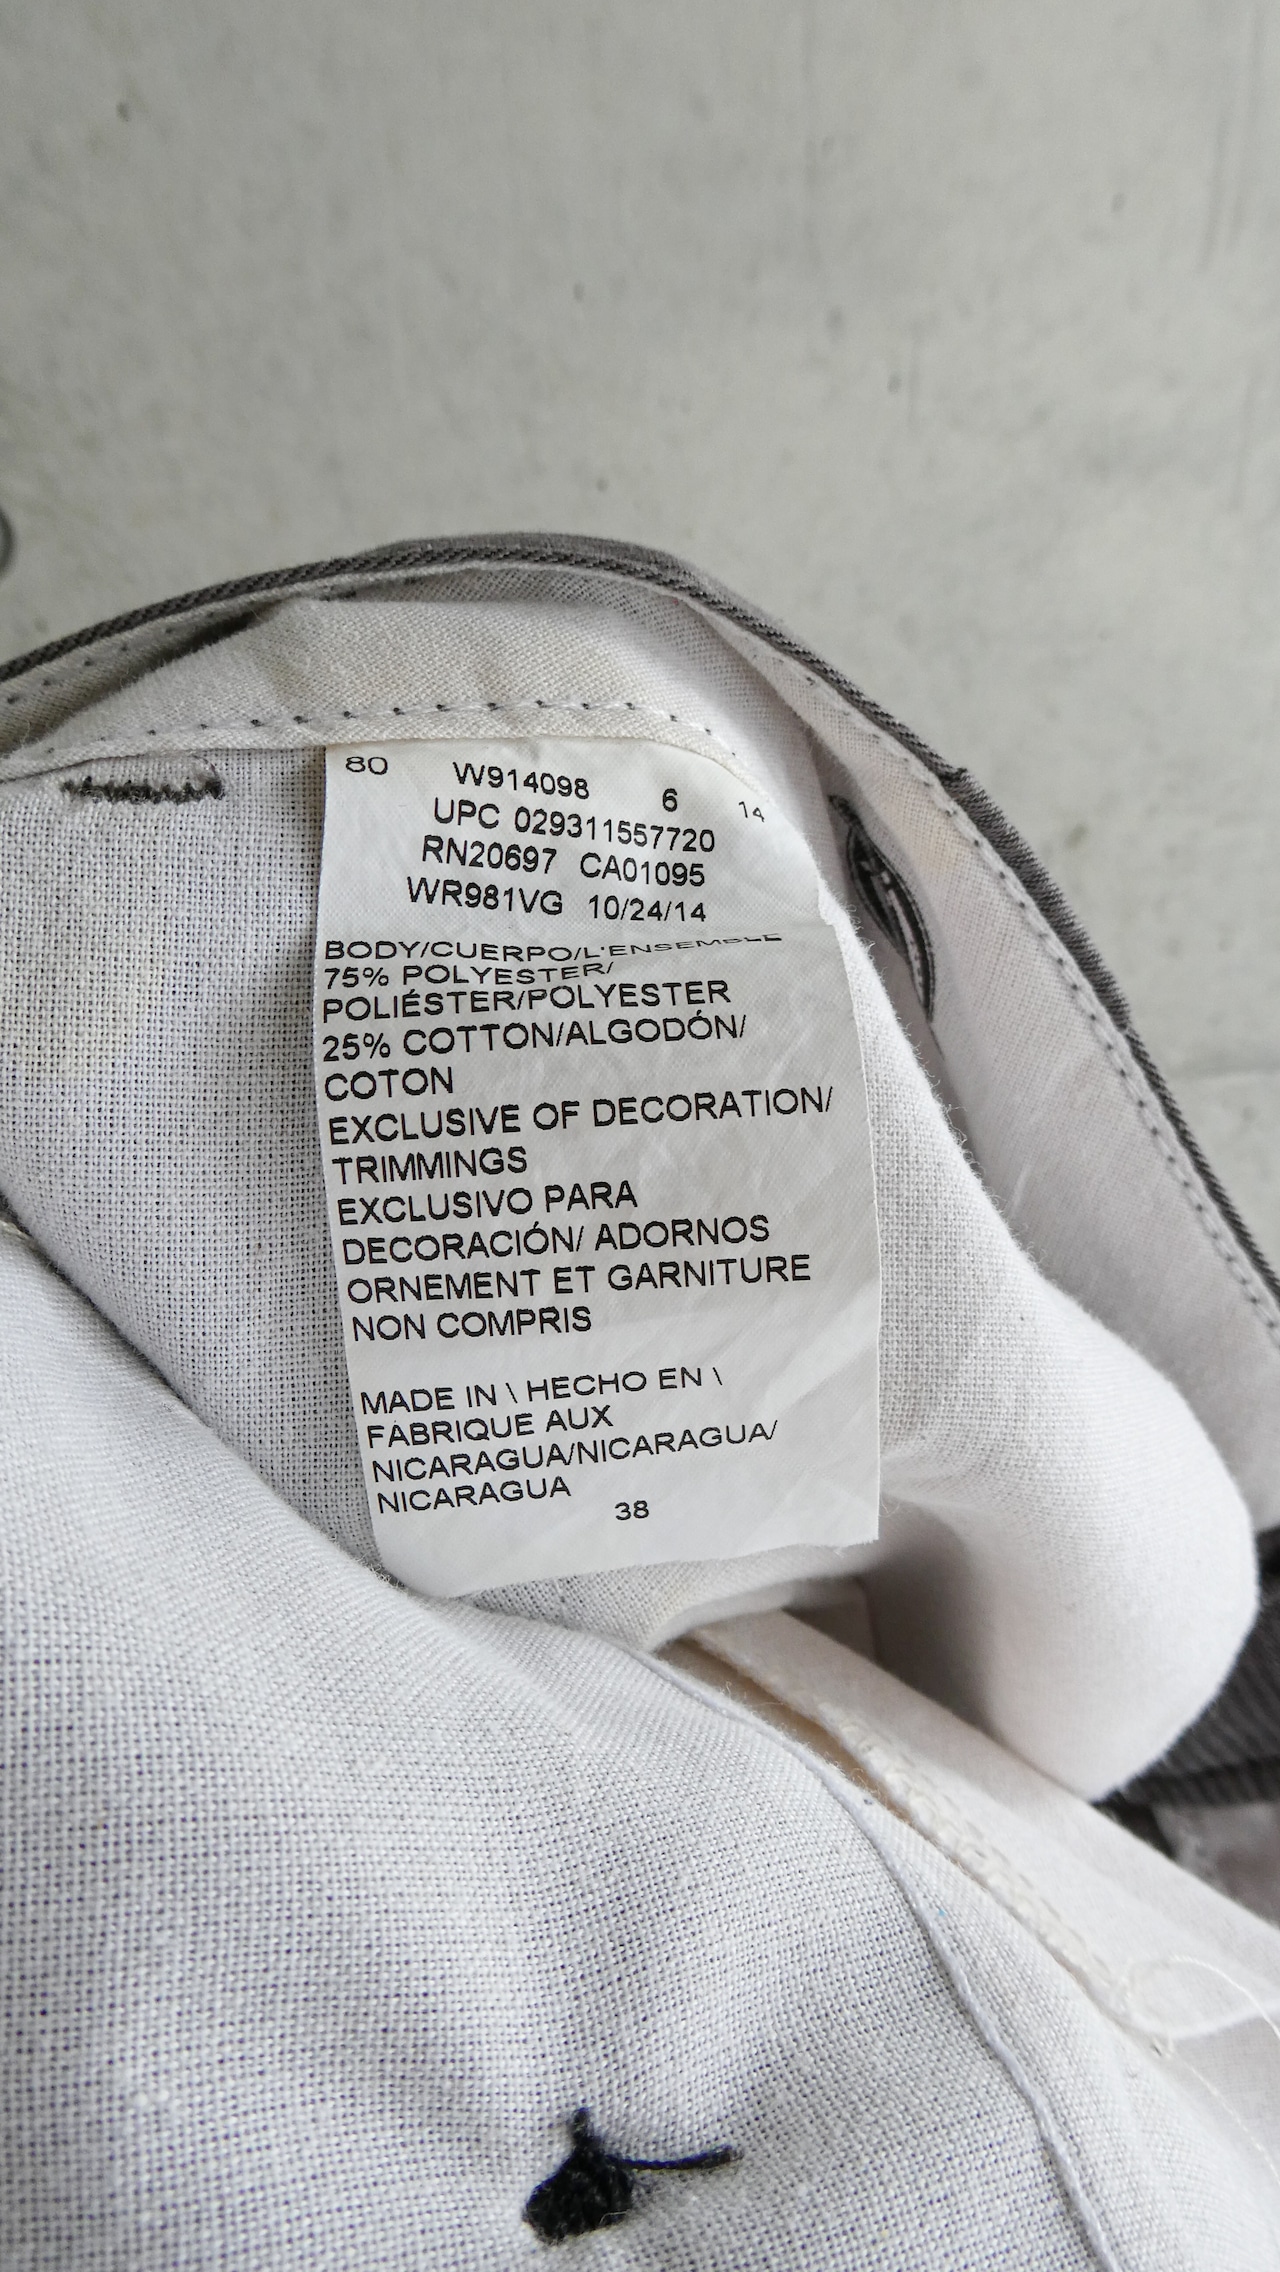 80 W914098 6 14
UPC 029311557720
RN20697 CA01095
WR981VG 10/24/14
BODY/CUERPO/L'ENSEMBLE
75% POLYESTER/
POLIÉSTER/POLYESTER
25% COTTON/ALGODÓN/
COTON
EXCLUSIVE OF DECORATION/
TRIMMINGS
EXCLUSIVO PARA
DECORACIÓN/ ADORNOS
ORNEMENT ET GARNITURE
NON COMPRIS
MADE IN \ HECHO EN \
FABRIQUE AUX
NICARAGUA/NICARAGUA/
NICARAGUA
38